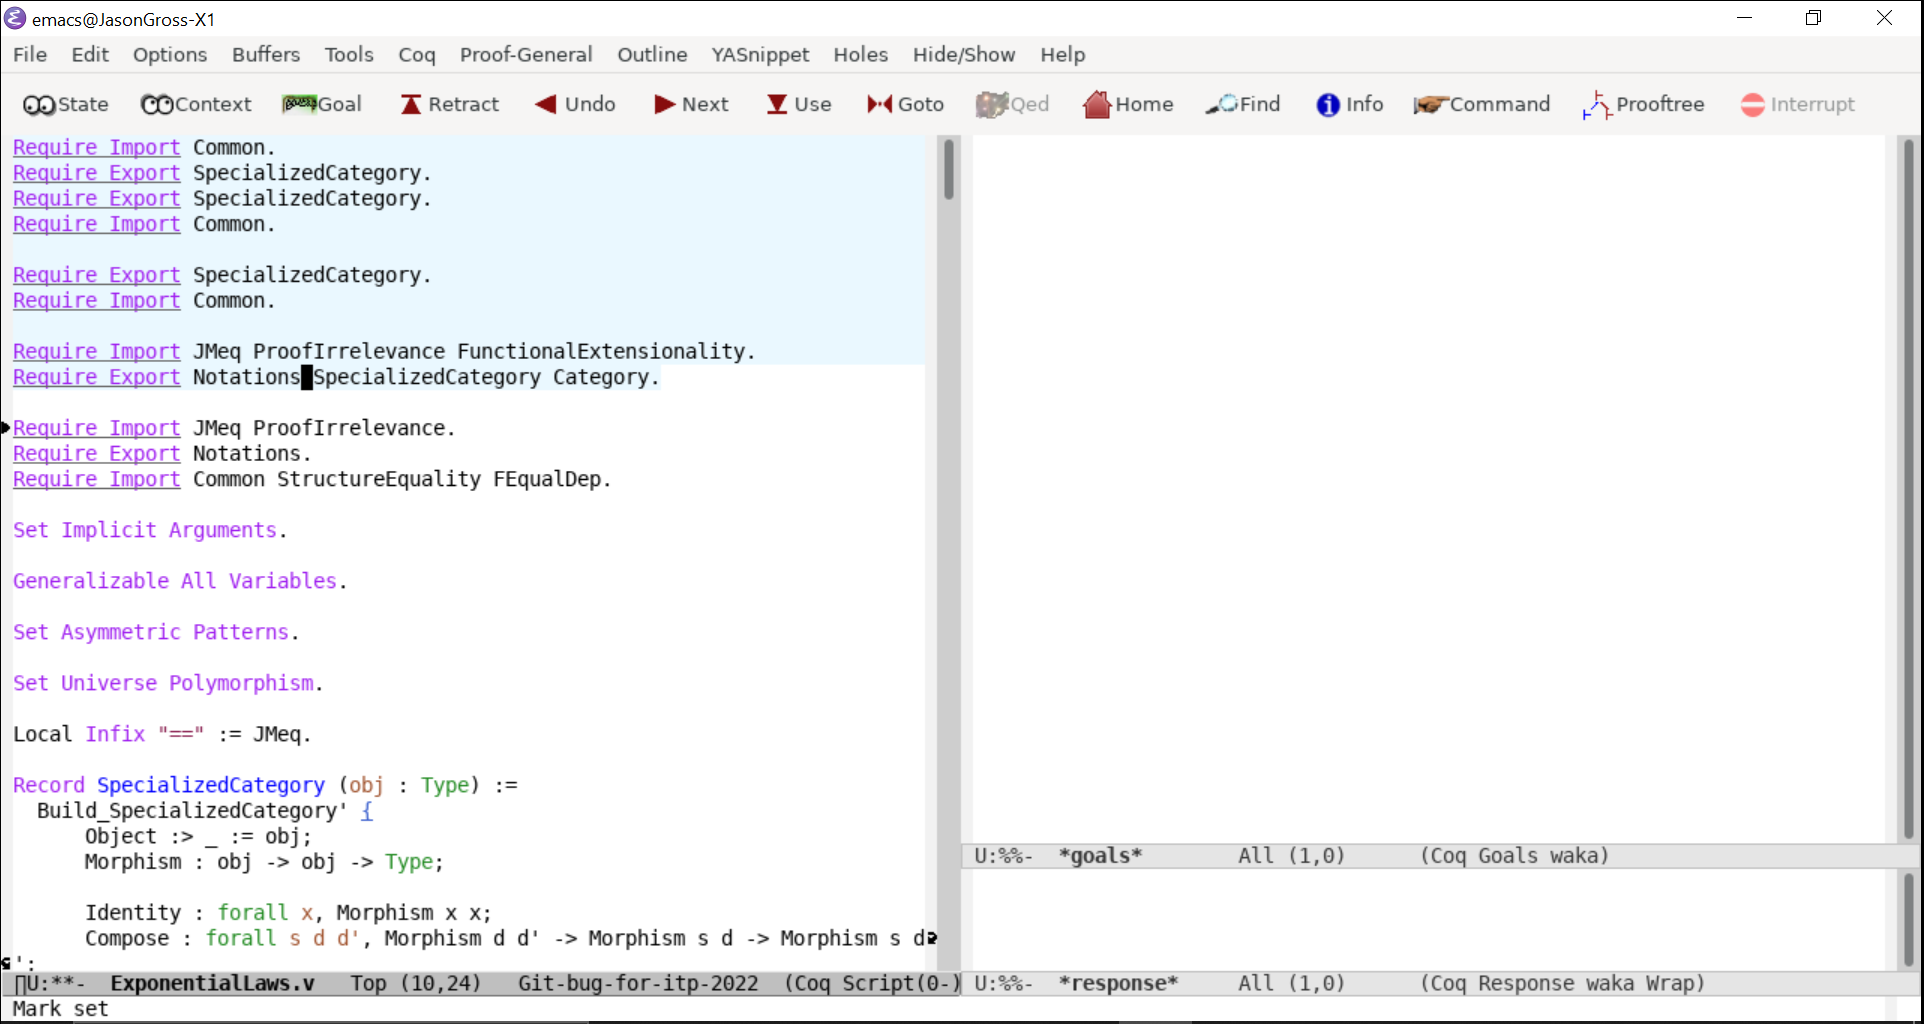 emacs@JasonGross-X1
File Edit Options Buffers Tools Coq Proof-General Outline YASnippet Holes Hide/Show Help
State Context Goal Retract Undo Next Use Goto Qed Home Find Info Command Prooftree Interrupt
Require Import Common.
Require Export SpecializedCategory.
Require Export SpecializedCategory.
Require Import Common.
Require Export SpecializedCategory.
Require Import Common.
Require Import JMeq ProofIrrelevance FunctionalExtensionality.
Require Export Notations SpecializedCategory Category.
Require Import JMeq ProofIrrelevance.
Require Export Notations.
Require Import Common StructureEquality FEqualDep.
Set Implicit Arguments.
Generalizable All Variables.
Set Asymmetric Patterns.
Set Universe Polymorphism.
Local Infix "==" := JMeq.
Record SpecializedCategory (obj : Type) :=
Build_SpecializedCategory' {
Object :> _ := obj;
Morphism : obj -> obj -> Type;
Identity : forall x, Morphism x x;
Compose : forall s d d', Morphism d d' -> Morphism s d -> Morphism s d
';
U:**- ExponentialLaws.v Top (10,24) Git-bug-for-itp-2022 (Coq Script(0-)
Mark set
U:%%- *goals* All (1,0) (Coq Goals waka)
U:%%- *response* All (1,0) (Coq Response waka Wrap)